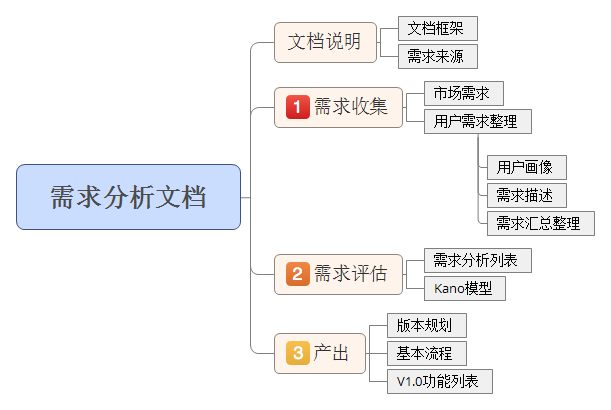 需求分析文档
文档说明
文档框架
需求来源
1 需求收集
市场需求
用户需求整理
用户画像
需求描述
需求汇总整理
2 需求评估
需求分析列表
Kano模型
3 产出
版本规划
基本流程
V1.0功能列表